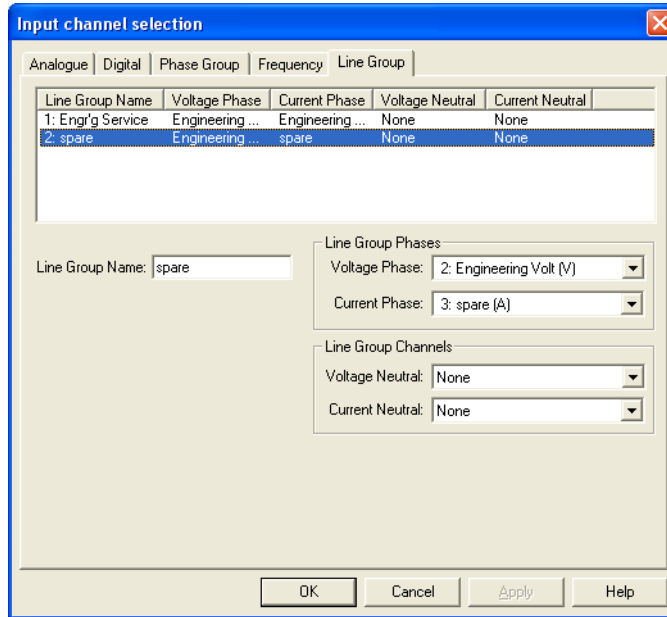 Input channel selection
Analogue Digital Phase Group Frequency Line Group
Line Group Name Voltage Phase Current Phase Voltage Neutral Current Neutral
1: Engr'g Service Engineering ... Engineering ... None None
2: spare Engineering ... spare None None
Line Group Name: spare
Line Group Phases
Voltage Phase: 2: Engineering Volt (V)
Current Phase: 3: spare (A)
Line Group Channels
Voltage Neutral: None
Current Neutral: None
OK Cancel Apply Help